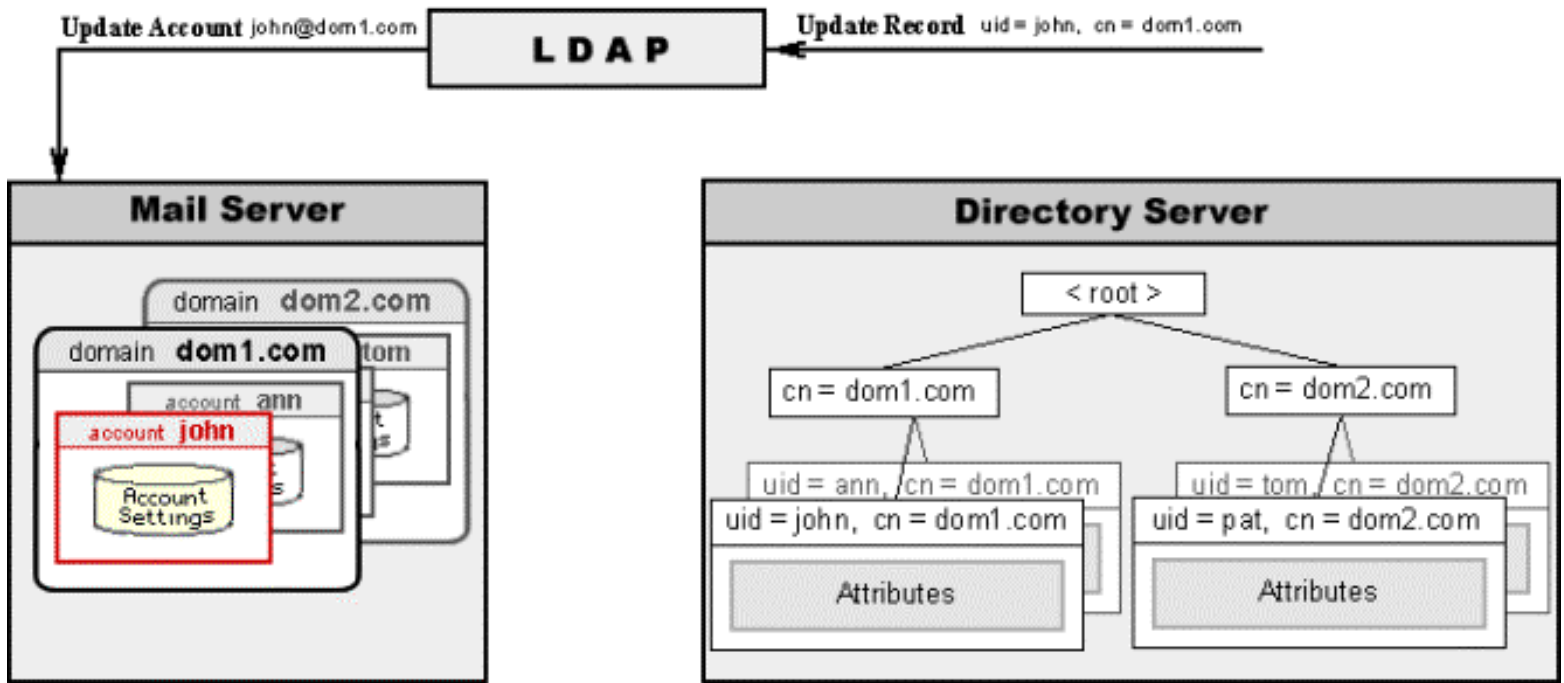 Update Account john@dom1.com
L D A P
Update Record uid = john, cn = dom1.com
Mail Server
domain dom2.com
tom
domain dom1.com
account ann
account john
Account
Settings
Directory Server
< root >
cn = dom1.com
cn = dom2.com
uid = ann, cn = dom1.com
uid = tom, cn = dom2.com
uid = john, cn = dom1.com
uid = pat, cn = dom2.com
Attributes
Attributes